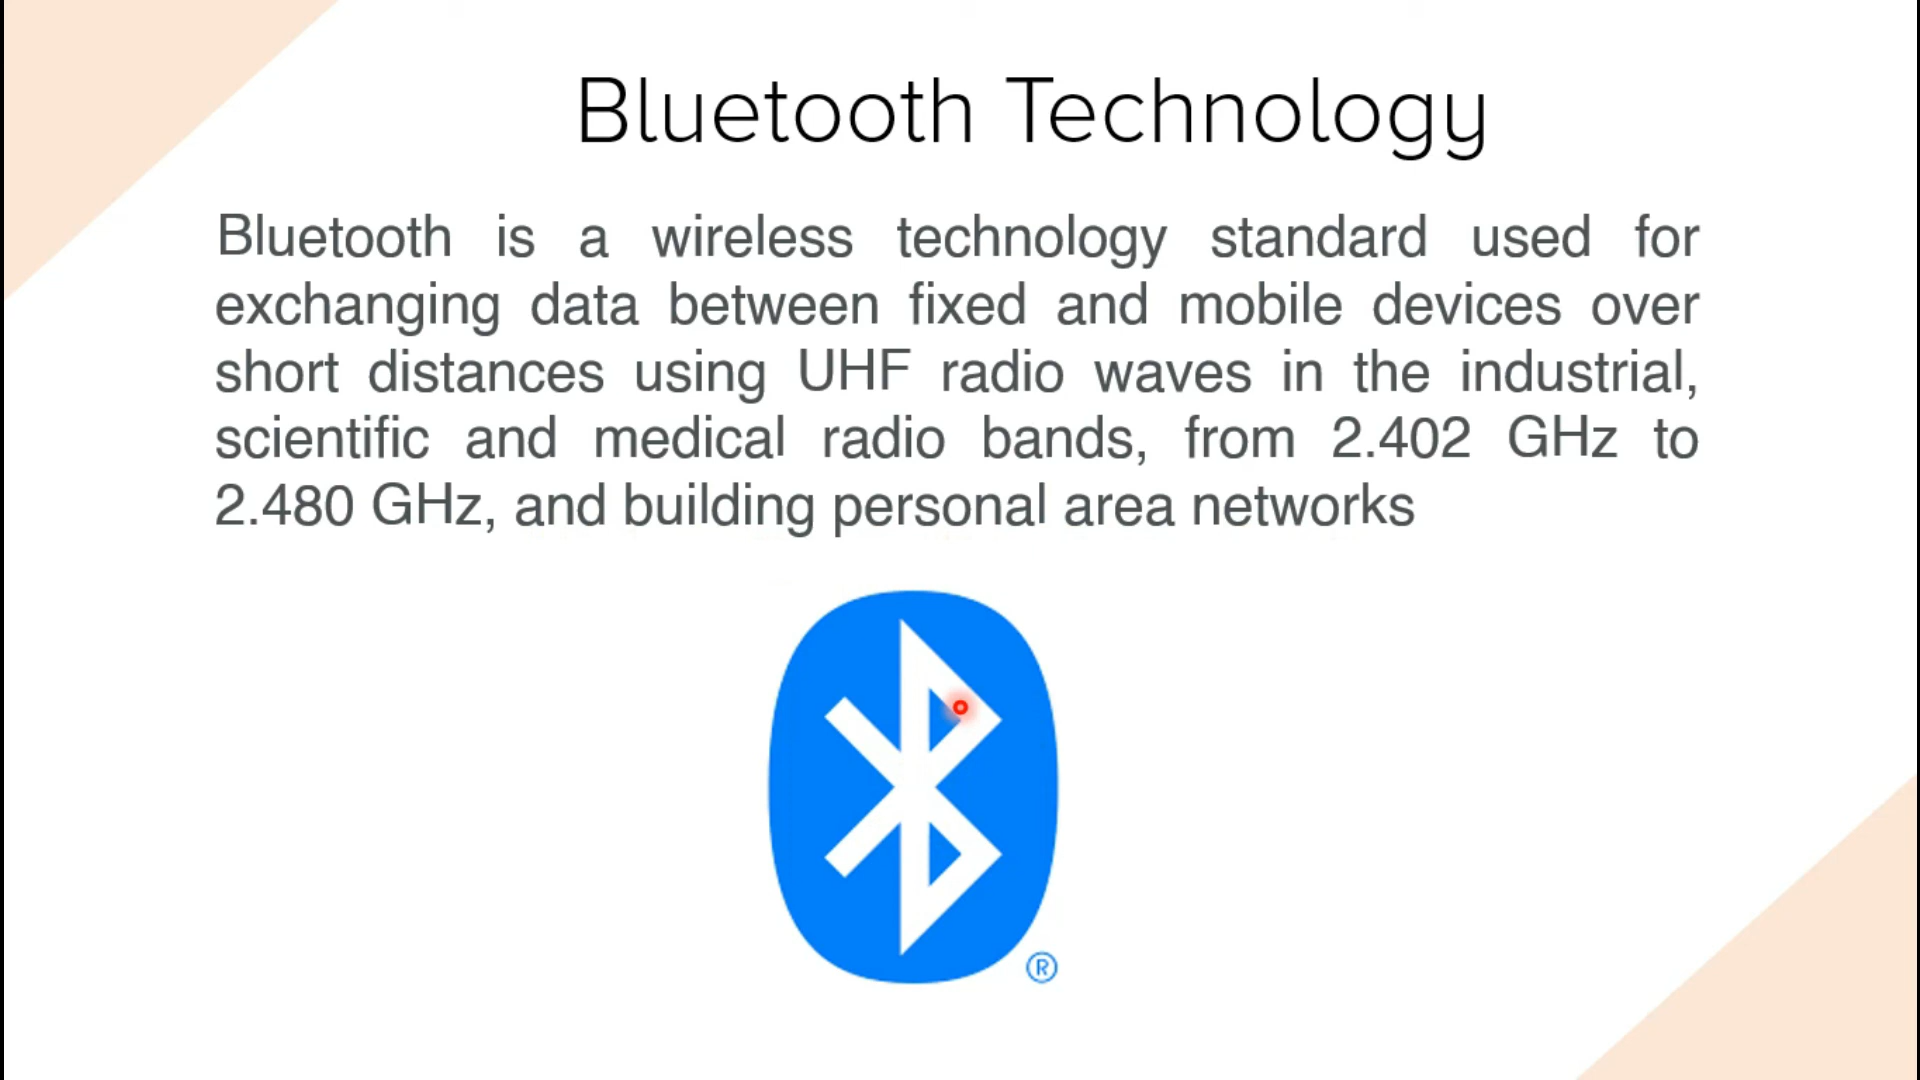 Bluetooth Technology
Bluetooth is a wireless technology standard used for
exchanging data between fixed and mobile devices over
short distances using UHF radio waves in the industrial,
scientific and medical radio bands, from 2.402 GHz to
2.480 GHz, and building personal area networks
®